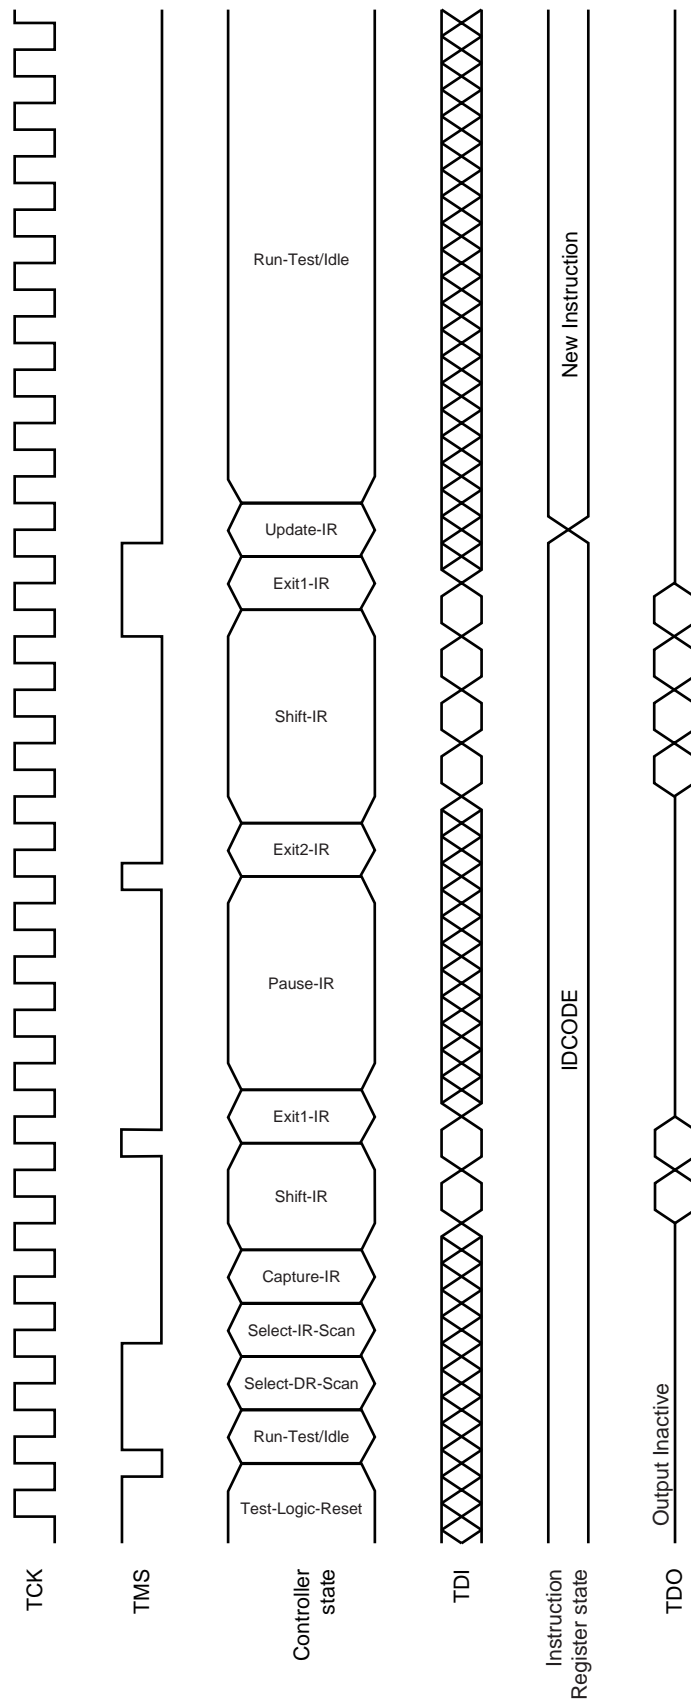 TCK
TMS
Controller
state
Test-Logic-Reset
Run-Test/Idle
Select-DR-Scan
Select-IR-Scan
Capture-IR
Shift-IR
Exit1-IR
Pause-IR
Exit2-IR
Shift-IR
Exit1-IR
Update-IR
Run-Test/Idle
TDI
Instruction
Register state
IDCODE
New Instruction
TDO
Output Inactive